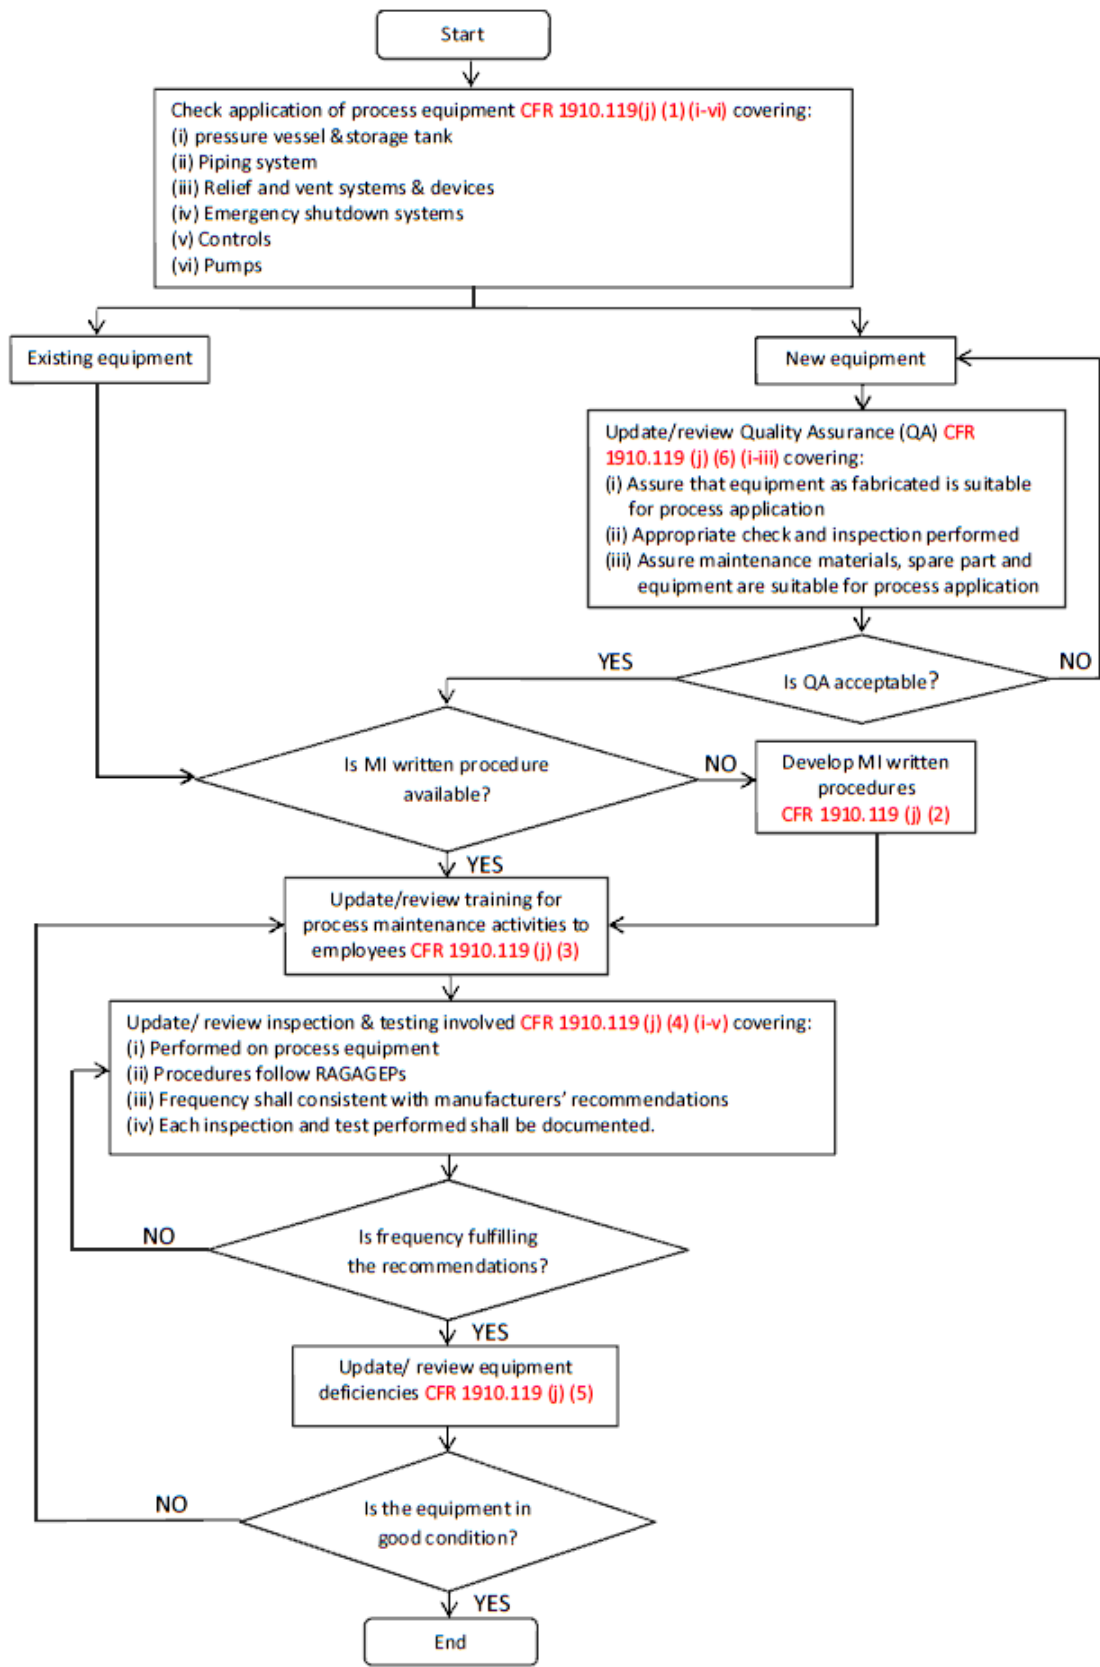 Start
Check application of process equipment CFR 1910.119(j) (1) (i-vi) covering:
(i) pressure vessel &storage tank
(ii) Piping system
(iii) Relief and vent systems & devices
(iv) Emergency shutdown systems
(v) Controls
(vi) Pumps
Existing equipment
New equipment
Update/review Quality Assurance (QA) CFR
1910.119 (j) (6) (i-iii) covering:
(i) Assure that equipment as fabricated is suitable
for process application
(ii) Appropriate check and inspection performed
(iii) Assure maintenance materials, spare part and
equipment are suitable for process application
YES
NO
Is QA acceptable?
Is MI written procedure
available?
NO
Develop MI written
procedures
CFR 1910.119 (j) (2)
YES
Update/review training for
process maintenance activities to
employees CFR 1910.119 (j) (3)
Update/ review inspection & testing involved CFR 1910.119 (j) (4) (i-v) covering:
(i) Performed on process equipment
(ii) Procedures follow RAGAGEPs
(iii) Frequency shall consistent with manufacturers’ recommendations
(iv) Each inspection and test performed shall be documented.
NO
Is frequency fulfilling
the recommendations?
YES
Update/ review equipment
deficiencies CFR 1910.119 (j) (5)
NO
Is the equipment in
good condition?
YES
End